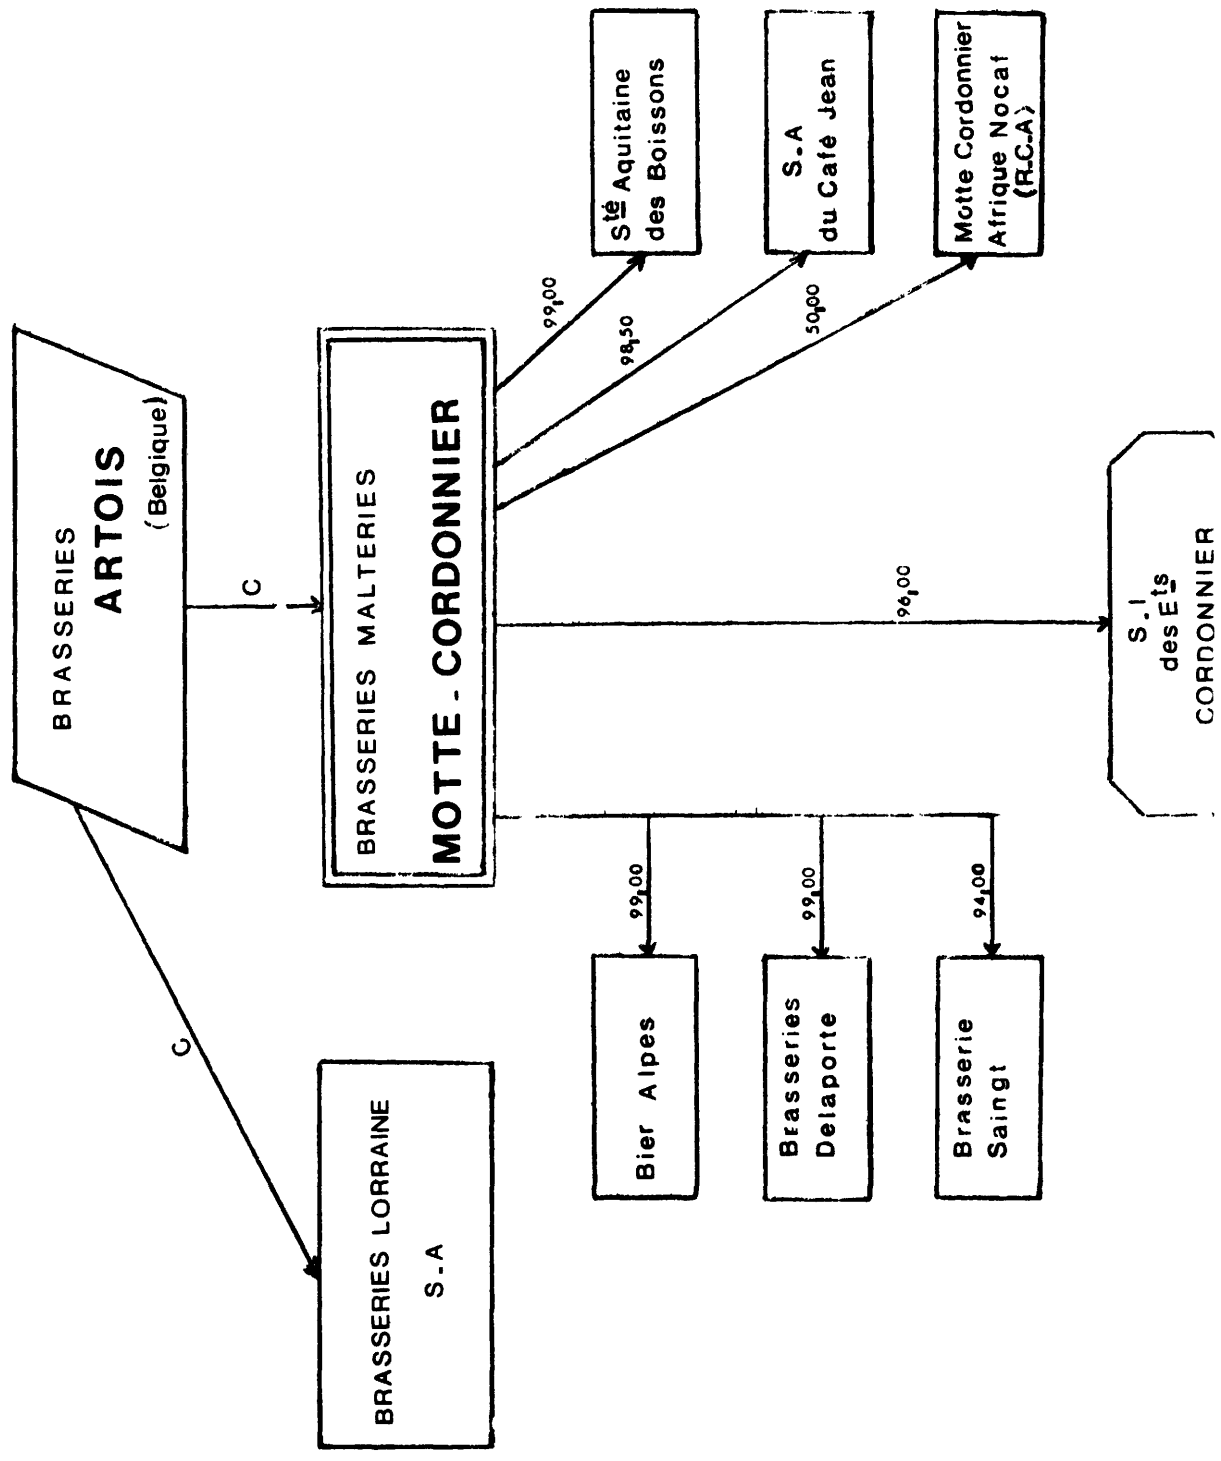 BRASSERIES
ARTOIS
(Belgique)
C
C
BRASSERIES LORRAINE
S.A
BRASSERIES MALTERIES
MOTTE - CORDONNIER
99,00
98,50
50,00
99,00
99,00
94,00
96,00
Bier Alpes
Brasseries
Delaporte
Brasserie
Saingt
Sté Aquitaine
des Boissons
S.A
du Café Jean
Motte Cordonnier
Afrique Nocaf
(R.C.A)
S.I
des Ets
CORDONNIER